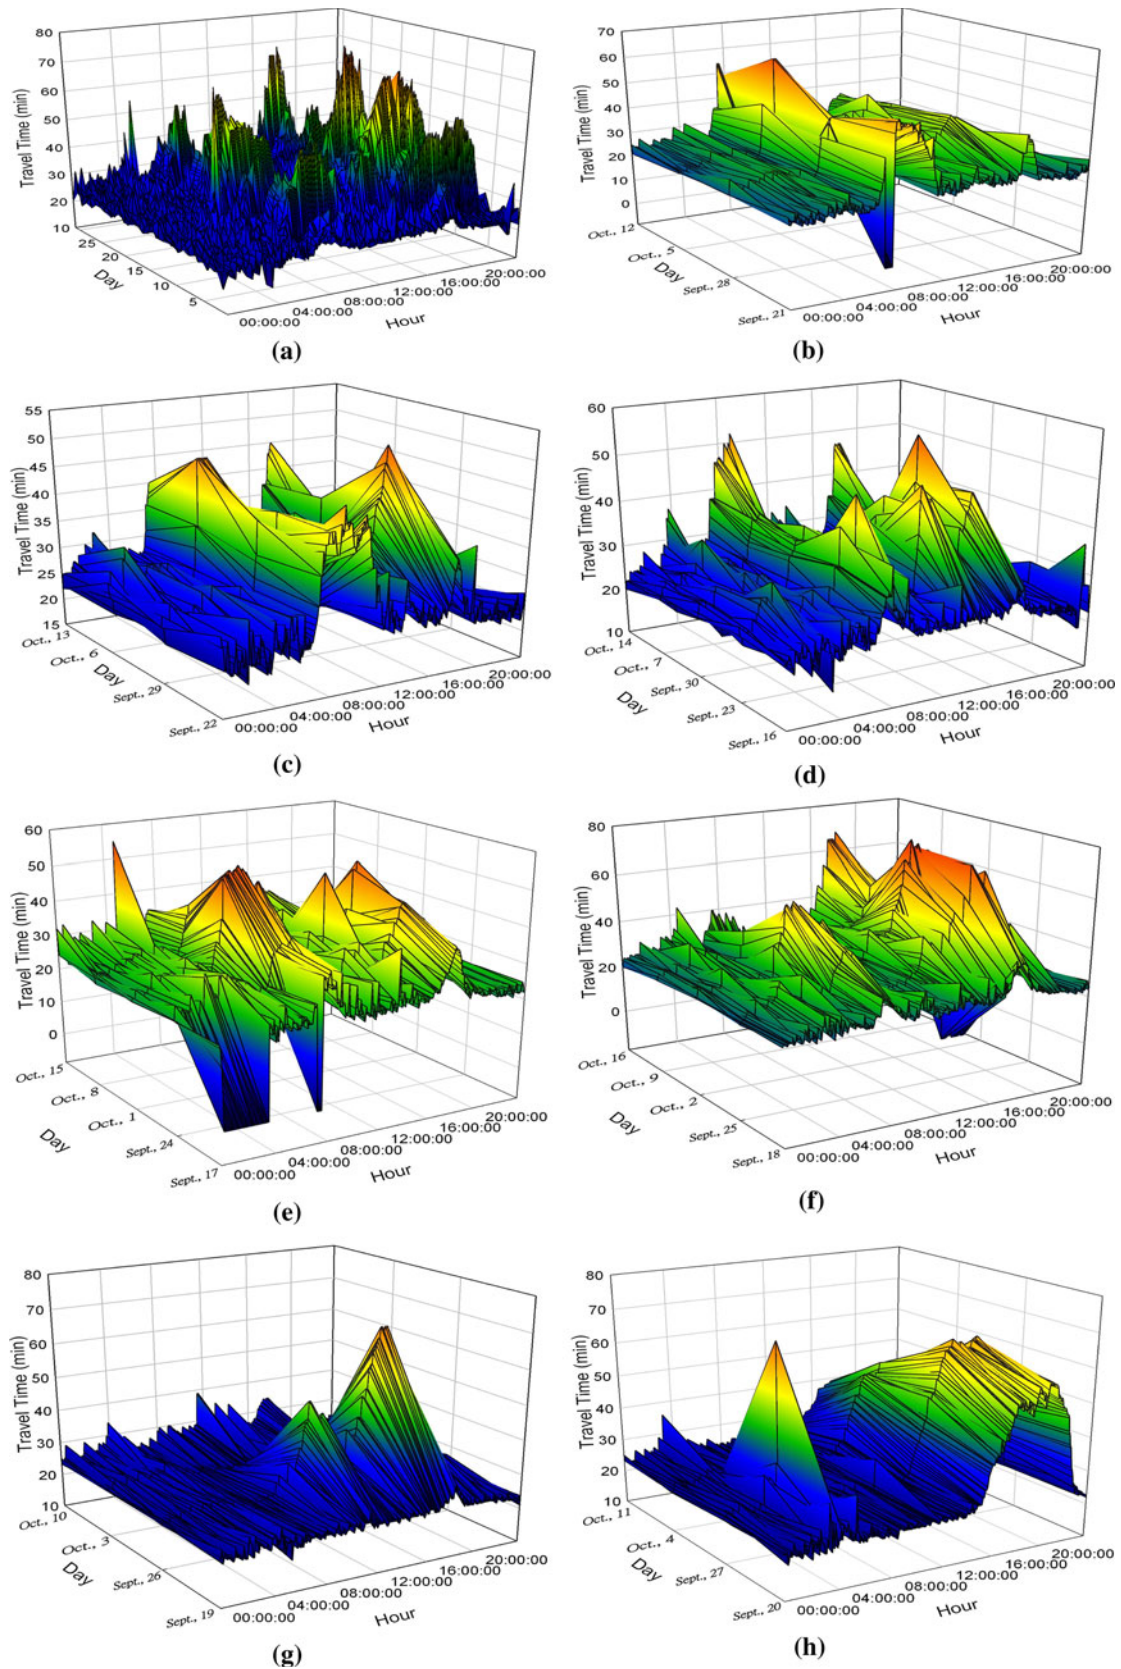 80
70
60
50
40
30
20
10
Travel Time (min)
25
20
15
10
5
Day
00:00:00
04:00:00
08:00:00
12:00:00
16:00:00
20:00:00
Hour
(a)
70
60
50
40
30
20
10
0
Travel Time (min)
Oct., 12
Oct., 5
Sept., 28
Sept., 21
Day
00:00:00
04:00:00
08:00:00
12:00:00
16:00:00
20:00:00
Hour
(b)
55
50
45
40
35
30
25
20
15
Travel Time (min)
Oct., 13
Oct., 6
Sept., 29
Sept., 22
Day
00:00:00
04:00:00
08:00:00
12:00:00
16:00:00
20:00:00
Hour
(c)
60
50
40
30
20
10
Travel Time (min)
Oct., 14
Oct., 7
Sept., 30
Sept., 23
Sept., 16
Day
00:00:00
04:00:00
08:00:00
12:00:00
16:00:00
20:00:00
Hour
(d)
60
50
40
30
20
10
0
Travel Time (min)
Oct., 15
Oct., 8
Oct., 1
Sept., 24
Sept., 17
Day
00:00:00
04:00:00
08:00:00
12:00:00
16:00:00
20:00:00
Hour
(e)
80
60
40
20
0
Travel Time (min)
Oct., 16
Oct., 9
Oct., 2
Sept., 25
Sept., 18
Day
00:00:00
04:00:00
08:00:00
12:00:00
16:00:00
20:00:00
Hour
(f)
80
70
60
50
40
30
20
10
Travel Time (min)
Oct., 10
Oct., 3
Sept., 26
Sept., 19
Day
00:00:00
04:00:00
08:00:00
12:00:00
16:00:00
20:00:00
Hour
(g)
80
70
60
50
40
30
20
10
Travel Time (min)
Oct., 11
Oct., 4
Sept., 27
Sept., 20
Day
00:00:00
04:00:00
08:00:00
12:00:00
16:00:00
20:00:00
Hour
(h)